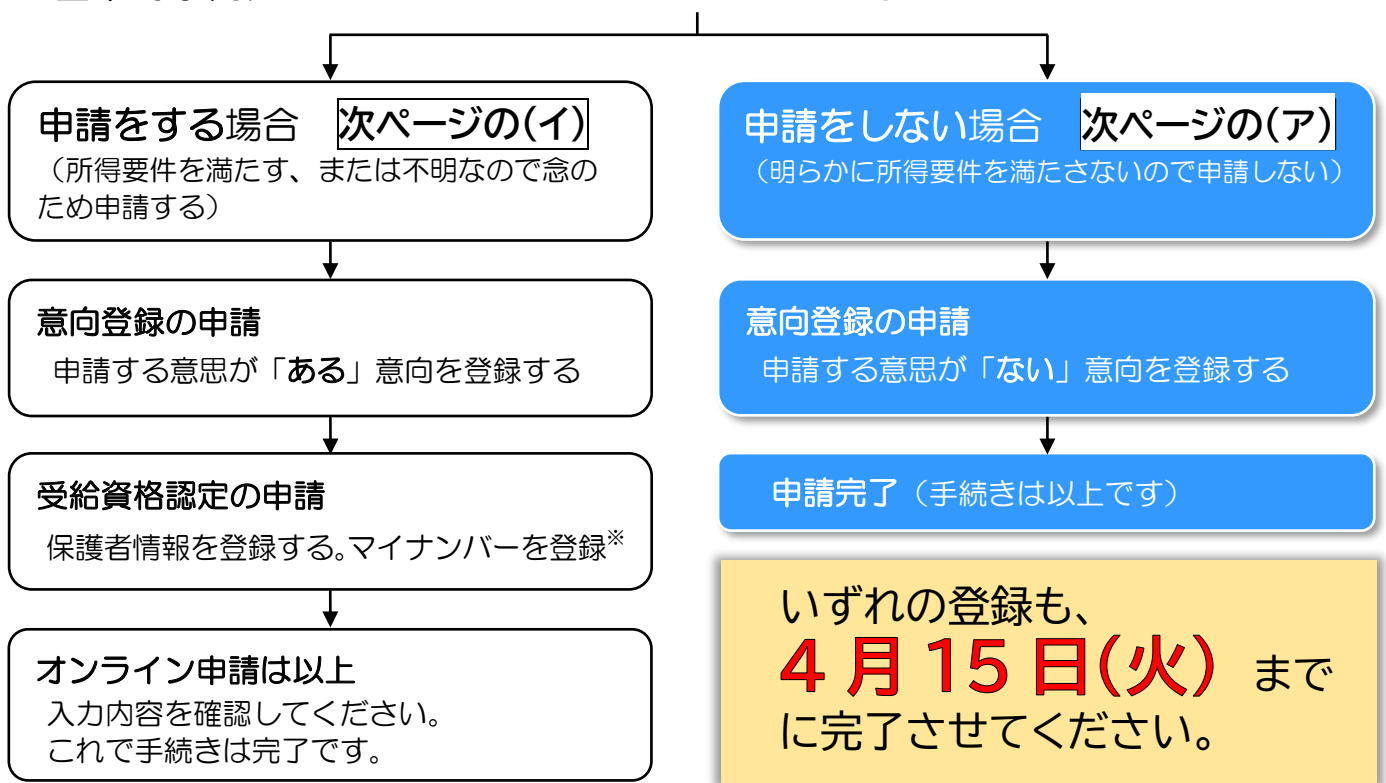 申請をする場合 次ページの(イ)
(所得要件を満たす、または不明なので念の
ため申請する)
意向登録の申請
申請する意思が「ある」意向を登録する
受給資格認定の申請
保護者情報を登録する。マイナンバーを登録※
オンライン申請は以上
入力内容を確認してください。
これで手続きは完了です。
申請をしない場合 次ページの(ア)
(明らかに所得要件を満たさないので申請しない)
意向登録の申請
申請する意思が「ない」意向を登録する
申請完了(手続きは以上です)
いずれの登録も、
4月15日(火) まで
に完了させてください。